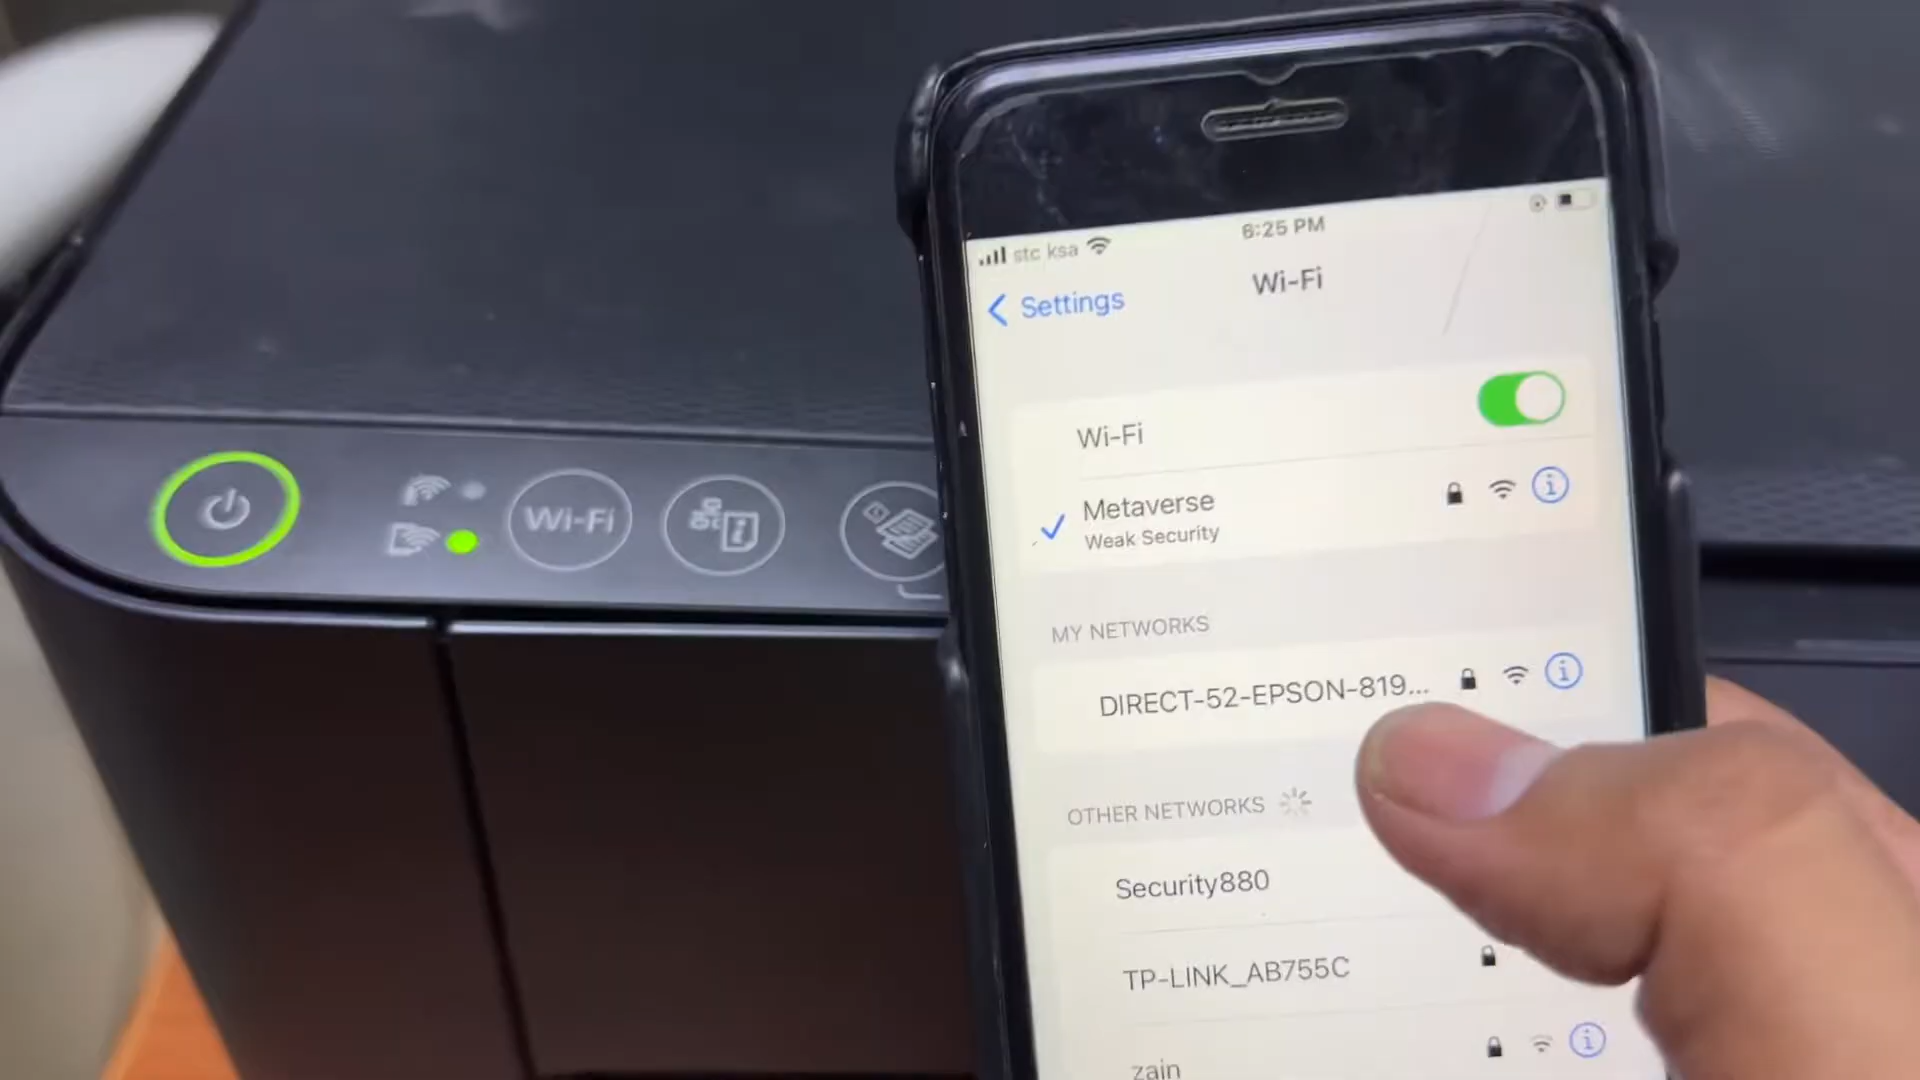 stc ksa
6:25 PM
Settings
Wi-Fi
Wi-Fi
Metaverse
Weak Security
MY NETWORKS
DIRECT-52-EPSON-819...
OTHER NETWORKS
Security880
TP-LINK_AB755C
zain
Wi-Fi